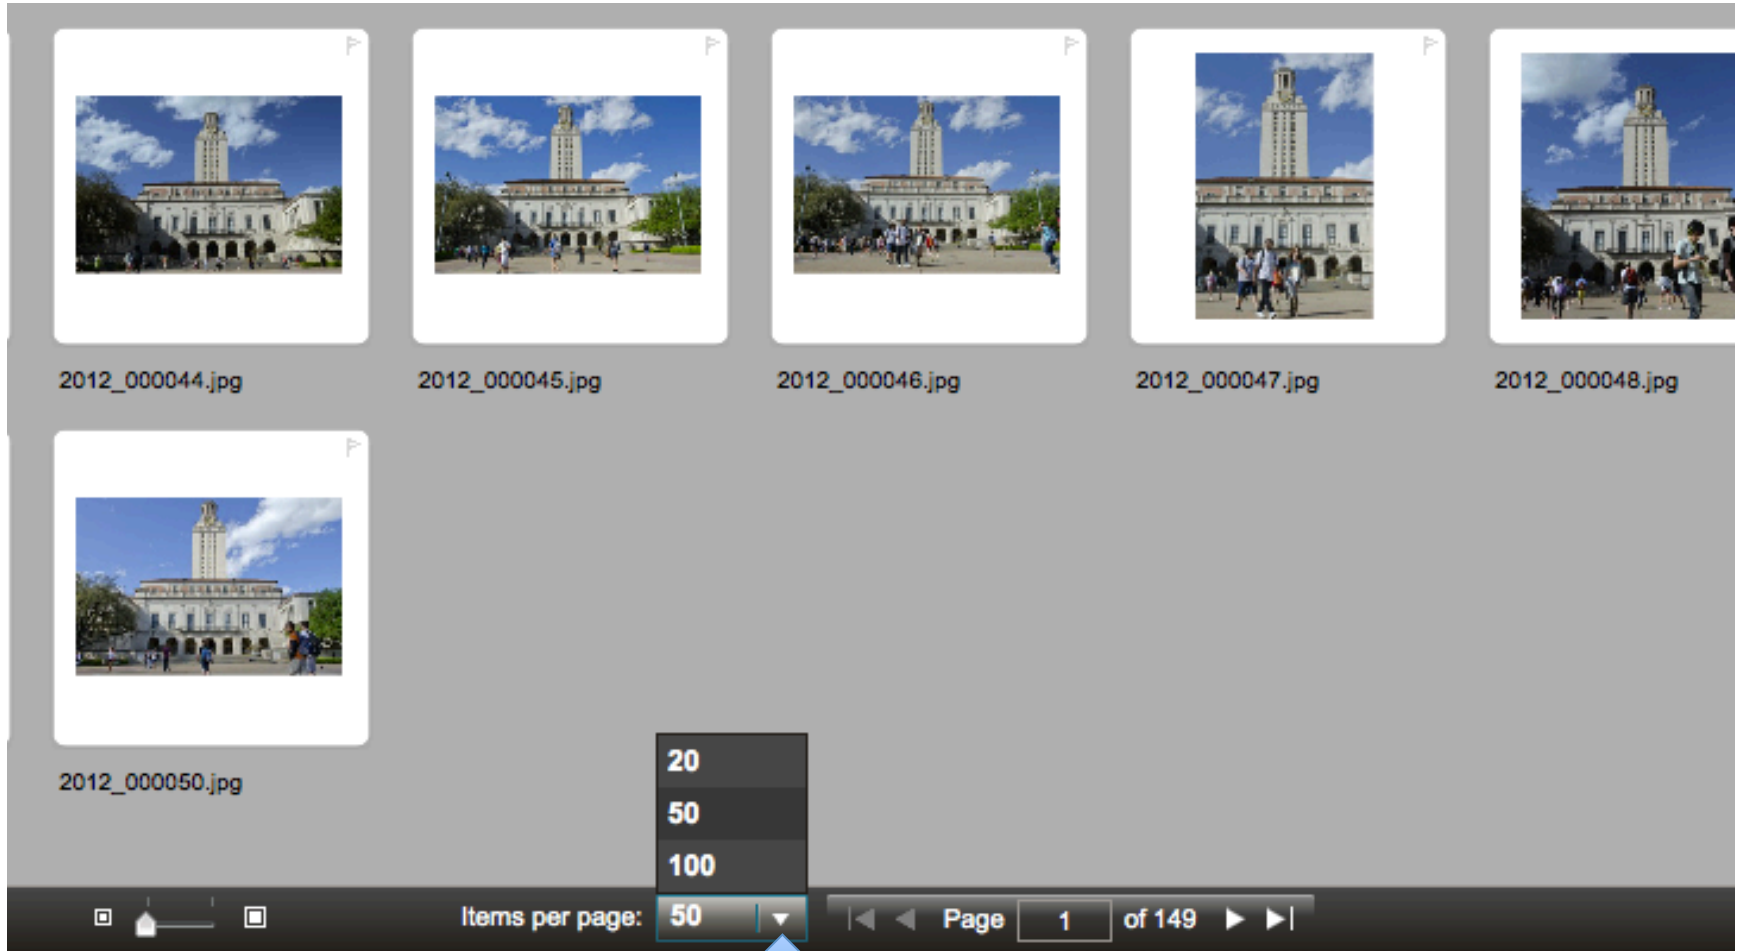 2012_000044.jpg
2012_000045.jpg
2012_000046.jpg
2012_000047.jpg
2012_000048.jpg
2012_000050.jpg
20
50
100
Items per page: 50
Page 1 of 149